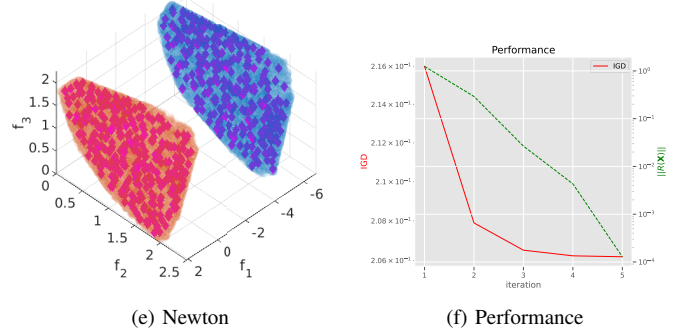 2
1.5
1
0.5
0
f3
0
0.5
1
1.5
2
2.5
f2
2
0
-2
-4
-6
f1
Performance
IGD
2.16 × 10⁻¹
2.14 × 10⁻¹
2.12 × 10⁻¹
2.1 × 10⁻¹
2.08 × 10⁻¹
2.06 × 10⁻¹
IGD
10⁰
10⁻¹
10⁻²
10⁻³
10⁻⁴
||R(X)||
1 2 3 4 5
iteration
(e) Newton
(f) Performance